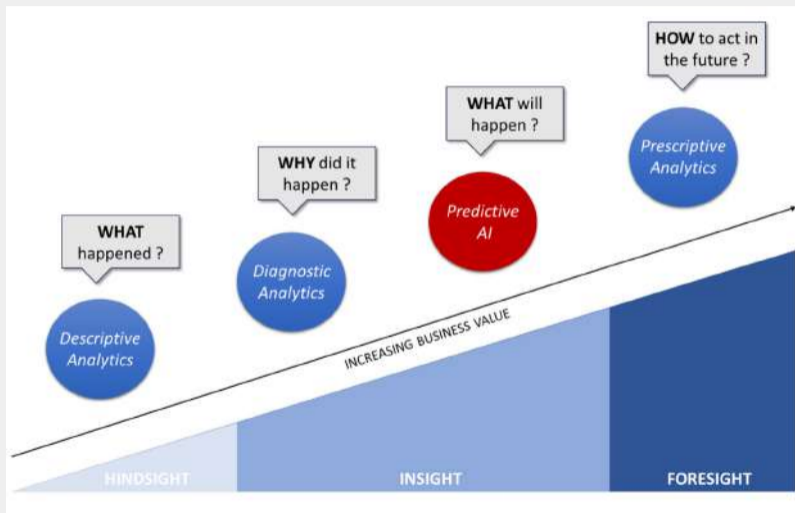 HOW to act in
the future ?
WHAT will
happen ?
Prescriptive
Analytics
WHY did it
happen ?
Predictive
AI
WHAT
happened ?
Diagnostic
Analytics
Descriptive
Analytics
INCREASING BUSINESS VALUE
HINDSIGHT
INSIGHT
FORESIGHT